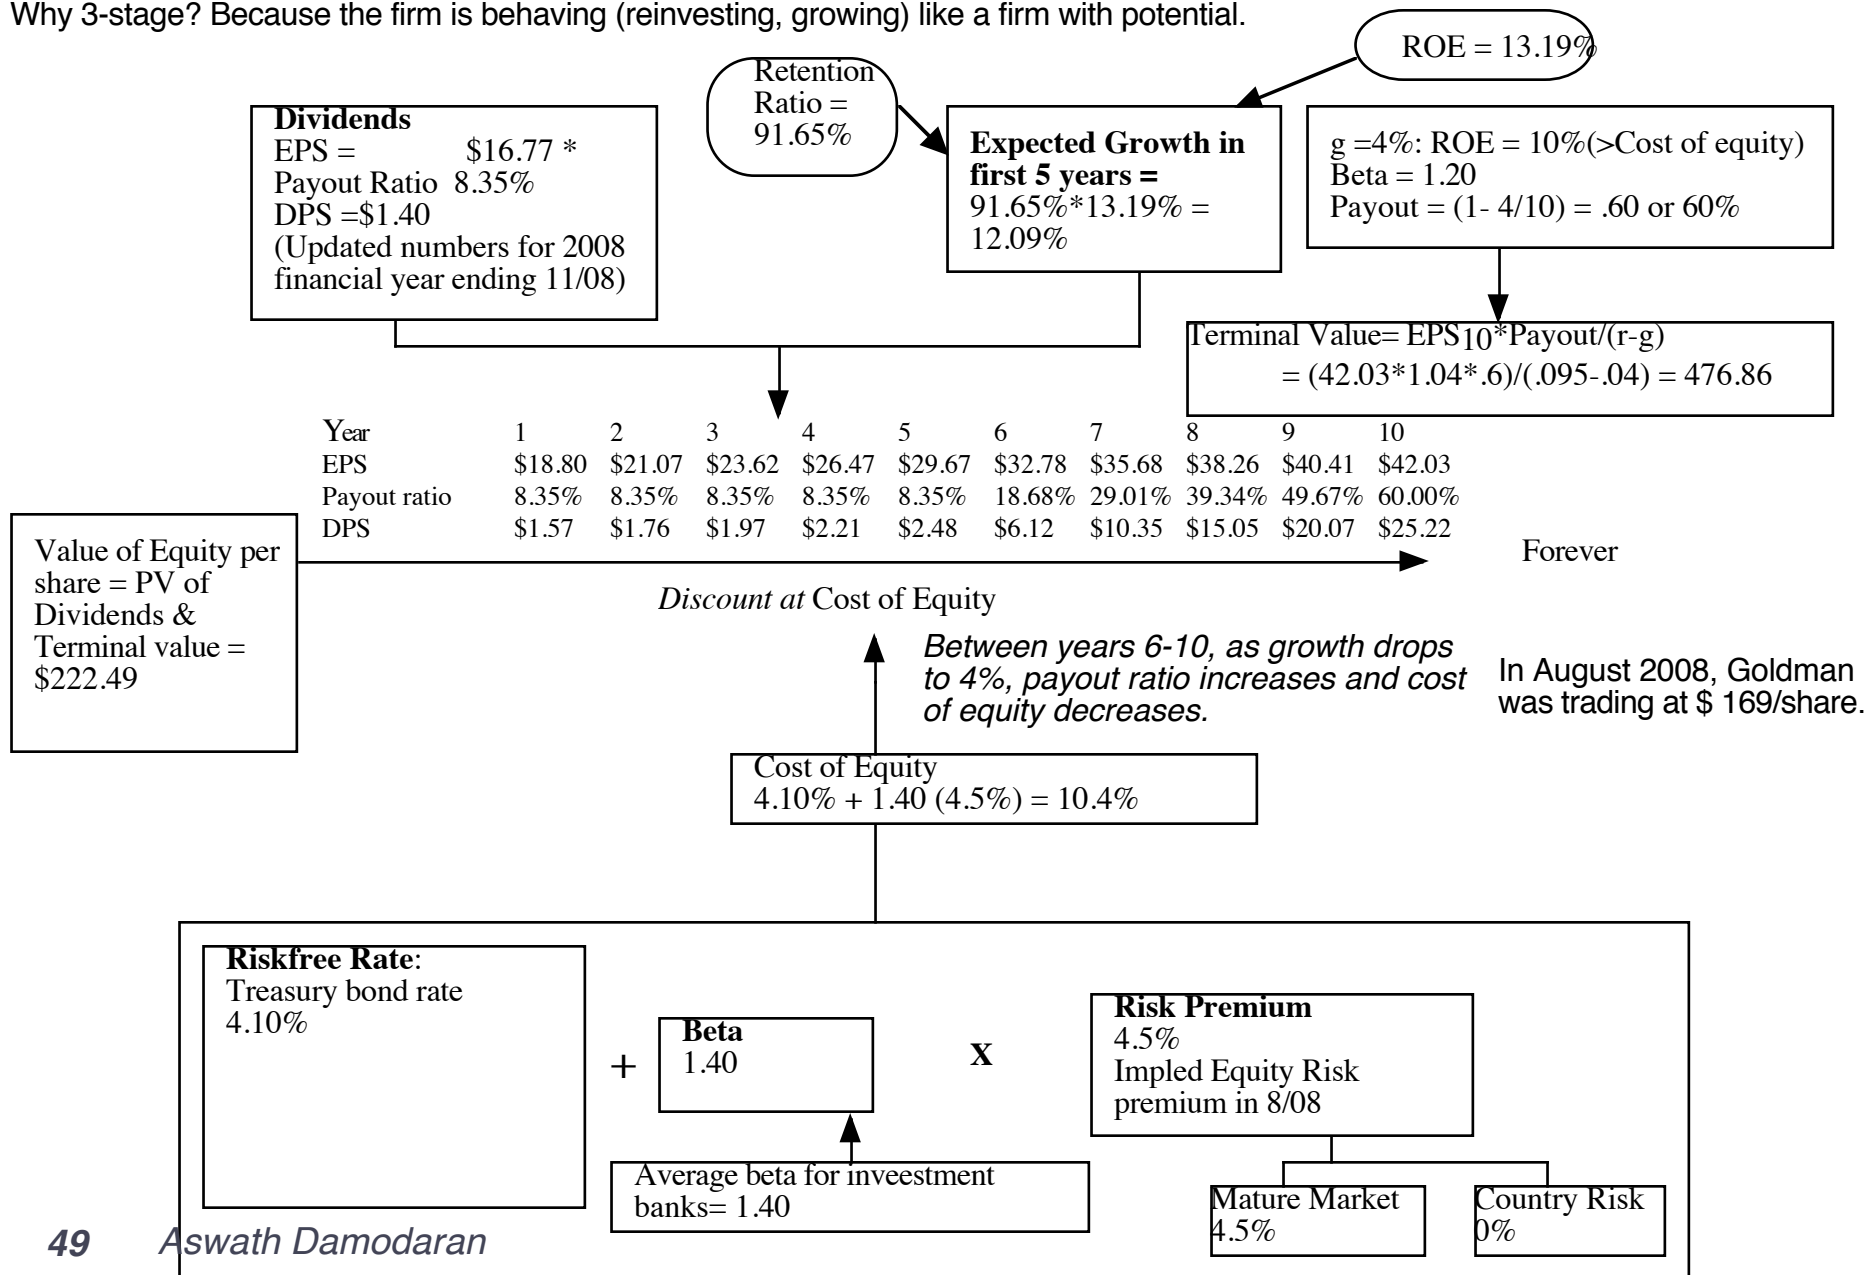 Why 3-stage? Because the firm is behaving (reinvesting, growing) like a firm with potential.
ROE = 13.19%
Retention
Ratio =
91.65%
Dividends
EPS = $16.77 *
Payout Ratio 8.35%
DPS =$1.40
(Updated numbers for 2008
financial year ending 11/08)
Expected Growth in
first 5 years =
91.65%*13.19% =
12.09%
g =4%: ROE = 10%(>Cost of equity)
Beta = 1.20
Payout = (1- 4/10) = .60 or 60%
Terminal Value= EPS10*Payout/(r-g)
= (42.03*1.04*.6)/(.095-.04) = 476.86
Year 1 2 3 4 5 6 7 8 9 10
EPS $18.80 $21.07 $23.62 $26.47 $29.67 $32.78 $35.68 $38.26 $40.41 $42.03
Payout ratio 8.35% 8.35% 8.35% 8.35% 8.35% 18.68% 29.01% 39.34% 49.67% 60.00%
DPS $1.57 $1.76 $1.97 $2.21 $2.48 $6.12 $10.35 $15.05 $20.07 $25.22
Value of Equity per
share = PV of
Dividends &
Terminal value =
$222.49
Forever
Discount at Cost of Equity
Between years 6-10, as growth drops
to 4%, payout ratio increases and cost
of equity decreases.
In August 2008, Goldman
was trading at $ 169/share.
Cost of Equity
4.10% + 1.40 (4.5%) = 10.4%
Riskfree Rate:
Treasury bond rate
4.10%
+
Beta
1.40
X
Risk Premium
4.5%
Impled Equity Risk
premium in 8/08
Average beta for inveestment
banks= 1.40
Mature Market
4.5%
Country Risk
0%
49 Aswath Damodaran